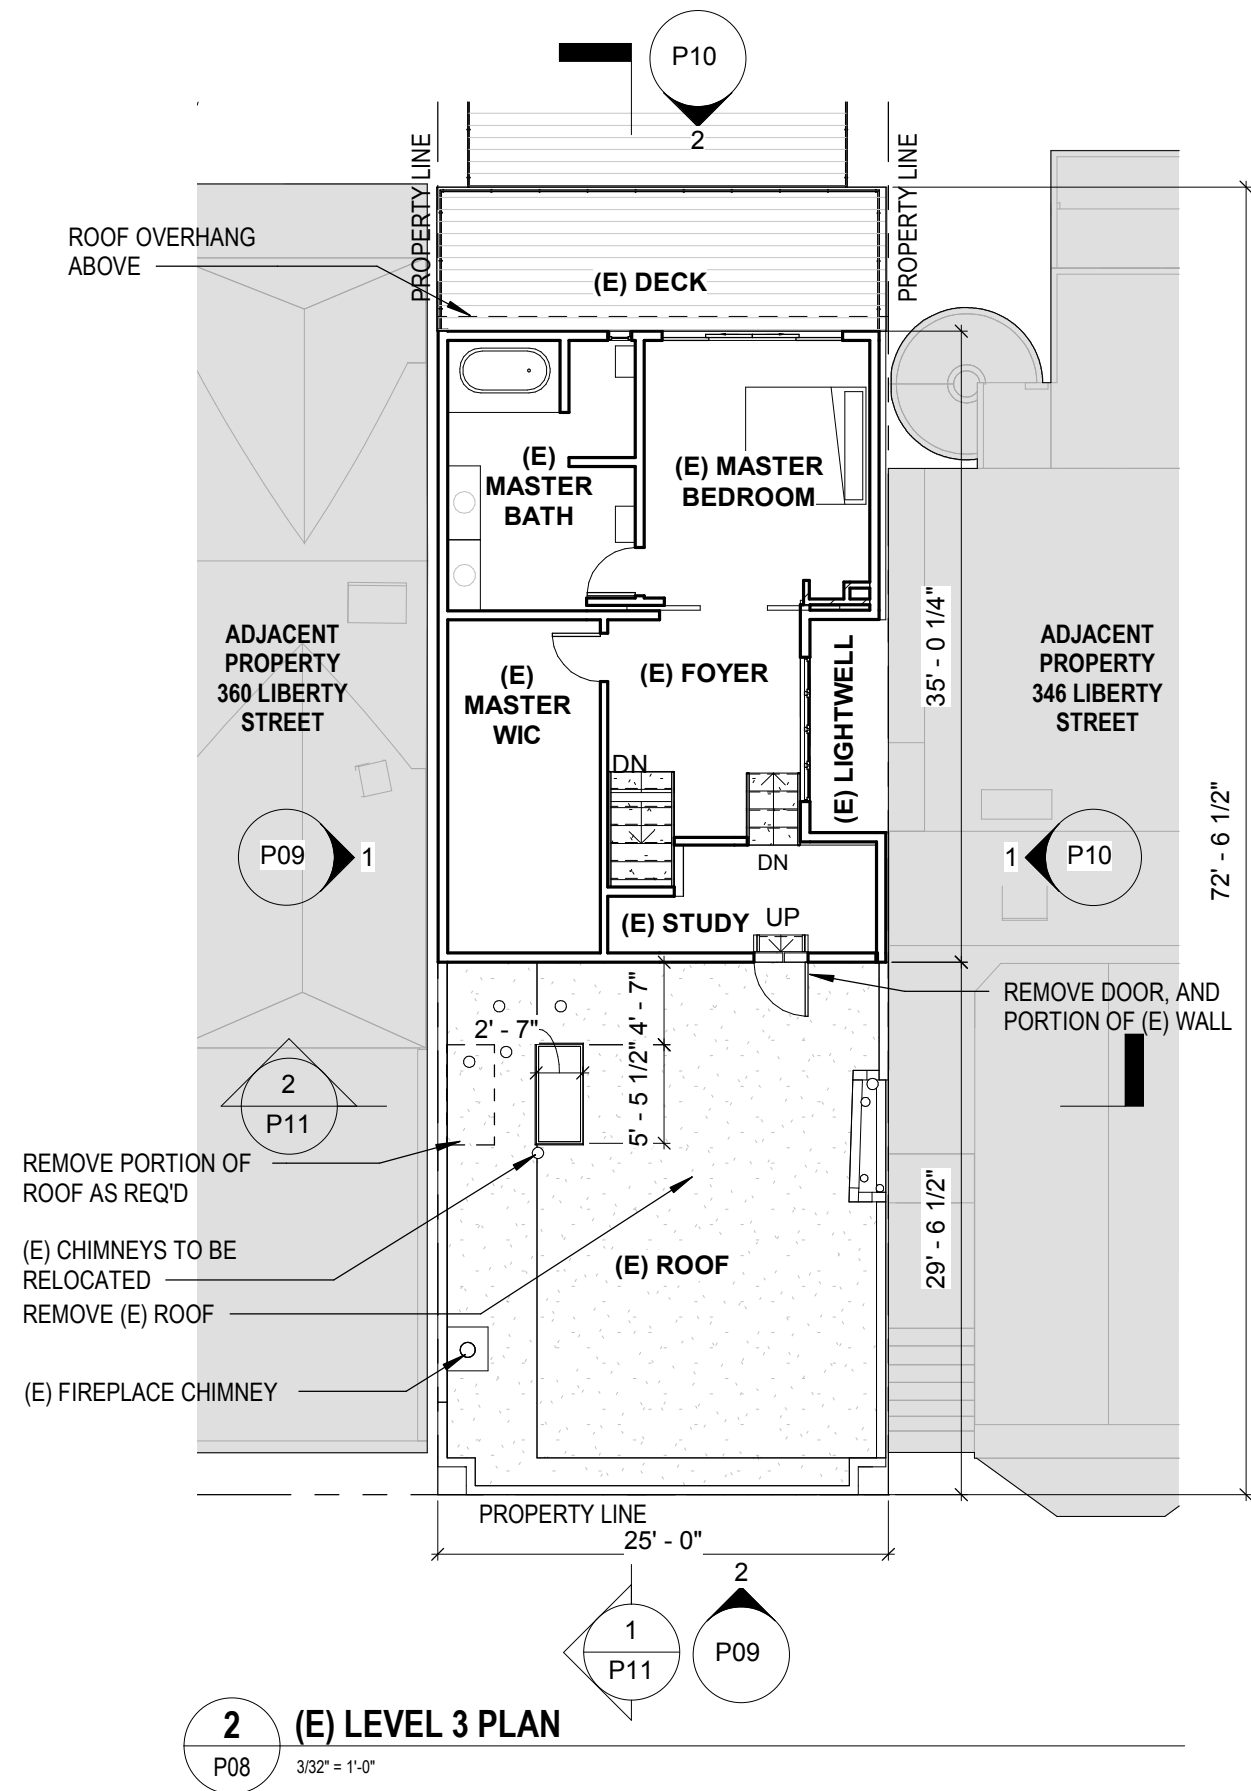 P10
2
PROPERTY LINE
PROPERTY LINE
ROOF OVERHANG
ABOVE
(E) DECK
(E)
MASTER
BATH
(E) MASTER
BEDROOM
ADJACENT
PROPERTY
360 LIBERTY
STREET
(E)
MASTER
WIC
(E) FOYER
(E) LIGHTWELL
35' - 0 1/4"
ADJACENT
PROPERTY
346 LIBERTY
STREET
72' - 6 1/2"
DN
DN
P09
1
1
P10
(E) STUDY
UP
REMOVE DOOR, AND
PORTION OF (E) WALL
2' - 7"
4' - 7"
5' - 5 1/2"
2
P11
REMOVE PORTION OF
ROOF AS REQ'D
(E) CHIMNEYS TO BE
RELOCATED
REMOVE (E) ROOF
(E) ROOF
29' - 6 1/2"
(E) FIREPLACE CHIMNEY
PROPERTY LINE
25' - 0"
1
P11
2
P09
2
P08
(E) LEVEL 3 PLAN
3/32" = 1'-0"